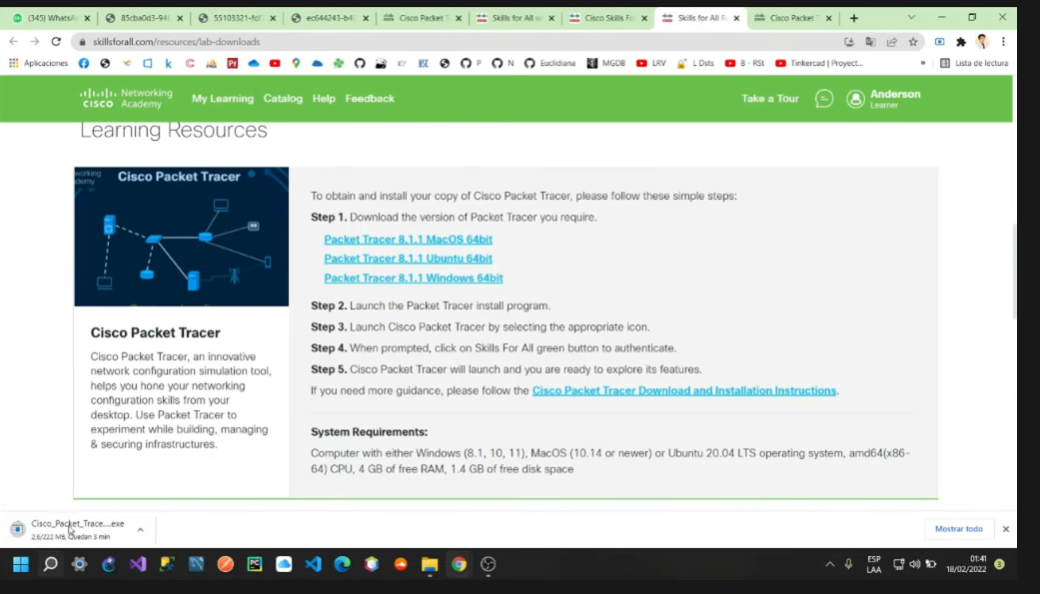 (345) WhatsA
85cba0d3-94
55103321-fd
ec644243-b4
Cisco Packet T
Skills for All w
Cisco Skills Fo
Skills for All R
Cisco Packet T
skillsforall.com/resources/lab-downloads
Aplicaciones
P
N
Euclidiana
MGDB
LRV
L Dsts
B - RSt
Tinkercad | Proyect...
»
Lista de lectura
CISCO Networking Academy
My Learning
Catalog
Help
Feedback
Take a Tour
Anderson
Learner
Learning Resources
working
demy
Cisco Packet Tracer
To obtain and install your copy of Cisco Packet Tracer, please follow these simple steps:
Step 1. Download the version of Packet Tracer you require.
Packet Tracer 8.1.1 MacOS 64bit
Packet Tracer 8.1.1 Ubuntu 64bit
Packet Tracer 8.1.1 Windows 64bit
Step 2. Launch the Packet Tracer install program.
Step 3. Launch Cisco Packet Tracer by selecting the appropriate icon.
Step 4. When prompted, click on Skills For All green button to authenticate.
Step 5. Cisco Packet Tracer will launch and you are ready to explore its features.
If you need more guidance, please follow the Cisco Packet Tracer Download and Installation Instructions.
Cisco Packet Tracer
Cisco Packet Tracer, an innovative
network configuration simulation tool,
helps you hone your networking
configuration skills from your
desktop. Use Packet Tracer to
experiment while building, managing
& securing infrastructures.
System Requirements:
Computer with either Windows (8.1, 10, 11), MacOS (10.14 or newer) or Ubuntu 20.04 LTS operating system, amd64(x86-
64) CPU, 4 GB of free RAM, 1.4 GB of free disk space
Cisco_Packet_Trace....exe
2.6/222 MB, Quedan 3 min
Mostrar todo
ESP
LAA
01:41
18/02/2022
3